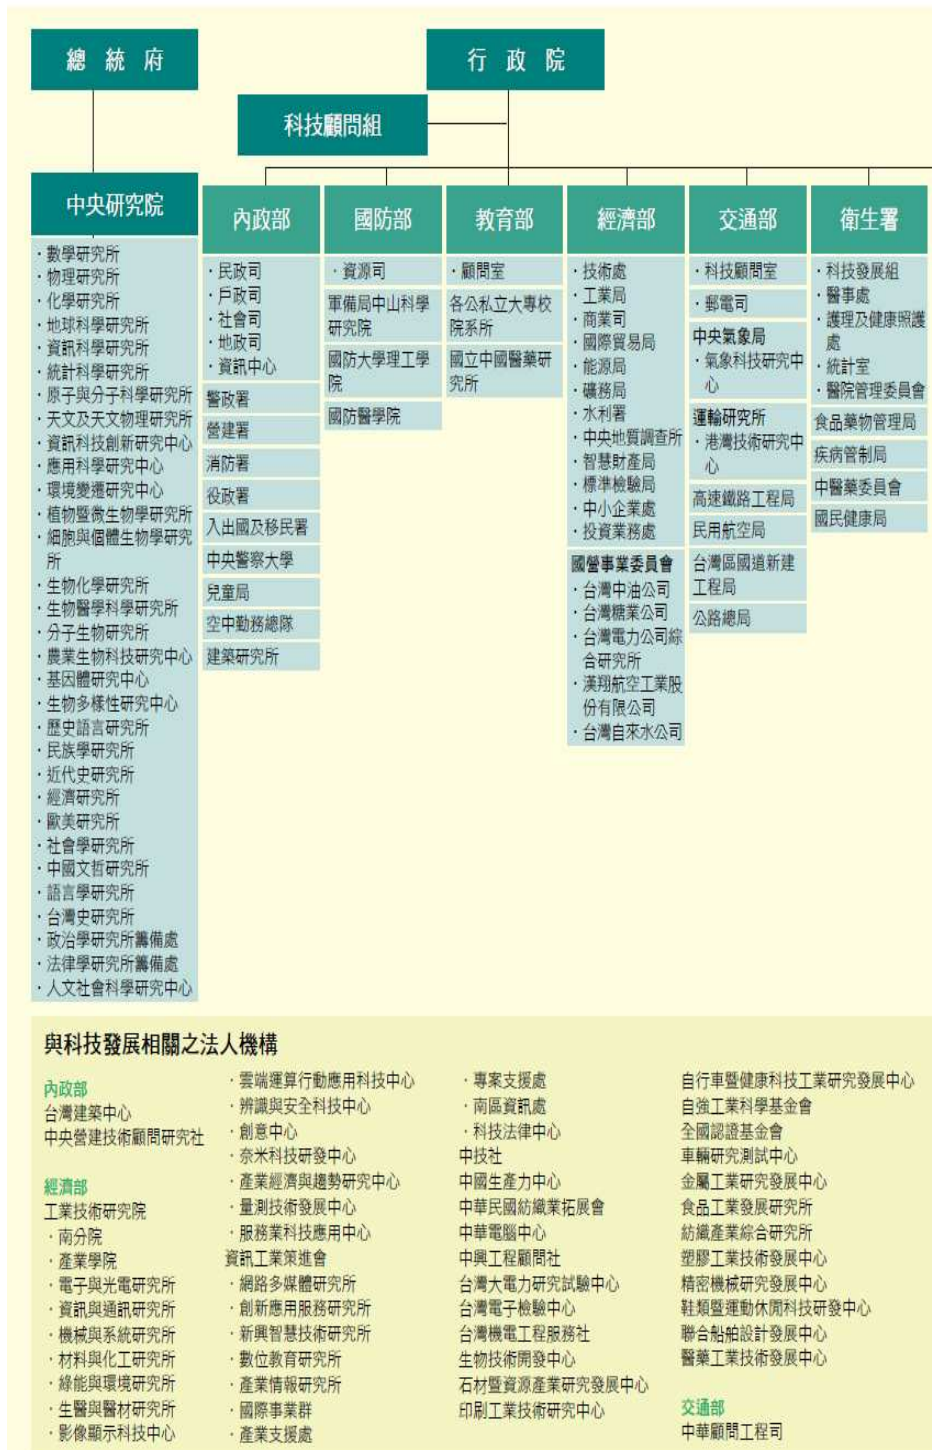 總統府
行政院
科技顧問組
中央研究院
・數學研究所
・物理研究所
・化學研究所
・地球科學研究所
・資訊科學研究所
・統計科學研究所
・原子與分子科學研究所
・天文及天文物理研究所
・資訊科技創新研究中心
・應用科學研究中心
・環境變遷研究中心
・植物暨微生物學研究所
・細胞與個體生物學研究
所
・生物化學研究所
・生物醫學科學研究所
・分子生物研究所
・農業生物科技研究中心
・基因體研究中心
・生物多樣性研究中心
・歷史語言研究所
・民族學研究所
・近代史研究所
・經濟研究所
・歐美研究所
・社會學研究所
・中國文哲研究所
・語言學研究所
・台灣史研究所
・政治學研究所籌備處
・法律學研究所籌備處
・人文社會科學研究中心
內政部
・民政司
・戶政司
・社會司
・地政司
・資訊中心
警政署
營建署
消防署
役政署
入出國及移民署
中央警察大學
兒童局
空中勤務總隊
建築研究所
國防部
・資源司
軍備局中山科學
研究院
國防大學理工學
院
國防醫學院
教育部
・顧問室
各公私立大專校
院系所
國立中國醫藥研
究所
經濟部
・技術處
・工業局
・商業司
・國際貿易局
・能源局
・礦務局
・水利署
・中央地質調查所
・智慧財產局
・標準檢驗局
・中小企業處
・投資業務處
國營事業委員會
・台灣中油公司
・台灣糖業公司
・台灣電力公司綜
合研究所
・漢翔航空工業股
份有限公司
・台灣自來水公司
交通部
・科技顧問室
・郵電司
中央氣象局
・氣象科技研究中
心
運輸研究所
・港灣技術研究中
心
高速鐵路工程局
民用航空局
台灣區國道新建
工程局
公路總局
衛生署
・科技發展組
・醫事處
・護理及健康照護
處
・統計室
・醫院管理委員會
食品藥物管理局
疾病管制局
中醫藥委員會
國民健康局
與科技發展相關之法人機構
內政部
台灣建築中心
中央營建技術顧問研究社
經濟部
工業技術研究院
・南分院
・產業學院
・電子與光電研究所
・資訊與通訊研究所
・機械與系統研究所
・材料與化工研究所
・綠能與環境研究所
・生醫與醫材研究所
・影像顯示科技中心
・雲端運算行動應用科技中心
・辨識與安全科技中心
・創意中心
・奈米科技研發中心
・產業經濟與趨勢研究中心
・量測技術發展中心
・服務業科技應用中心
資訊工業策進會
・網路多媒體研究所
・創新應用服務研究所
・新興智慧技術研究所
・數位教育研究所
・產業情報研究所
・國際事業群
・產業支援處
・專案支援處
・南區資訊處
・科技法律中心
中技社
中國生產力中心
中華民國紡織業拓展會
中華電腦中心
中興工程顧問社
台灣大電力研究試驗中心
台灣電子檢驗中心
台灣機電工程服務社
生物技術開發中心
石材暨資源產業研究發展中心
印刷工業技術研究中心
自行車暨健康科技工業研究發展中心
自強工業科學基金會
全國認證基金會
車輛研究測試中心
金屬工業研究發展中心
食品工業發展研究所
紡織產業綜合研究所
塑膠工業技術發展中心
精密機械研究發展中心
鞋類暨運動休閒科技研發中心
聯合船舶設計發展中心
醫藥工業技術發展中心
交通部
中華顧問工程司